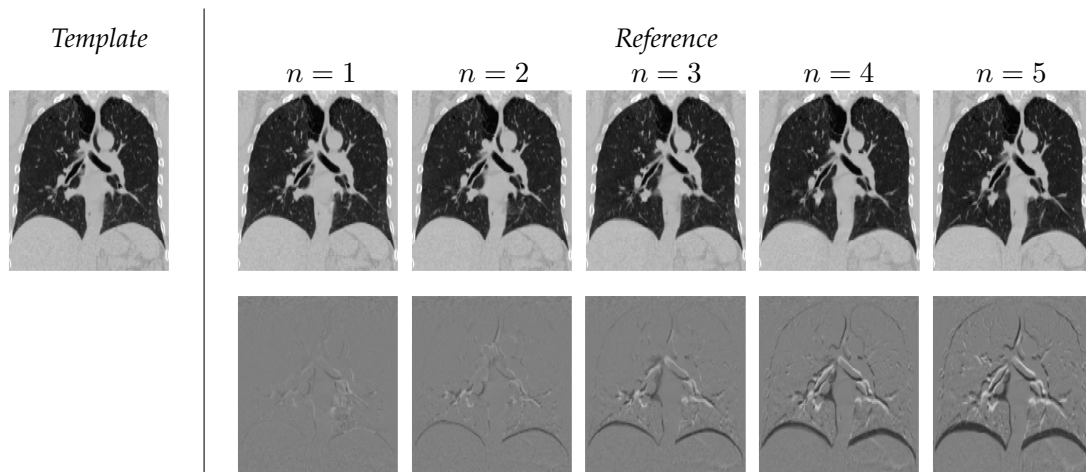 Template
Reference
n = 1
n = 2
n = 3
n = 4
n = 5